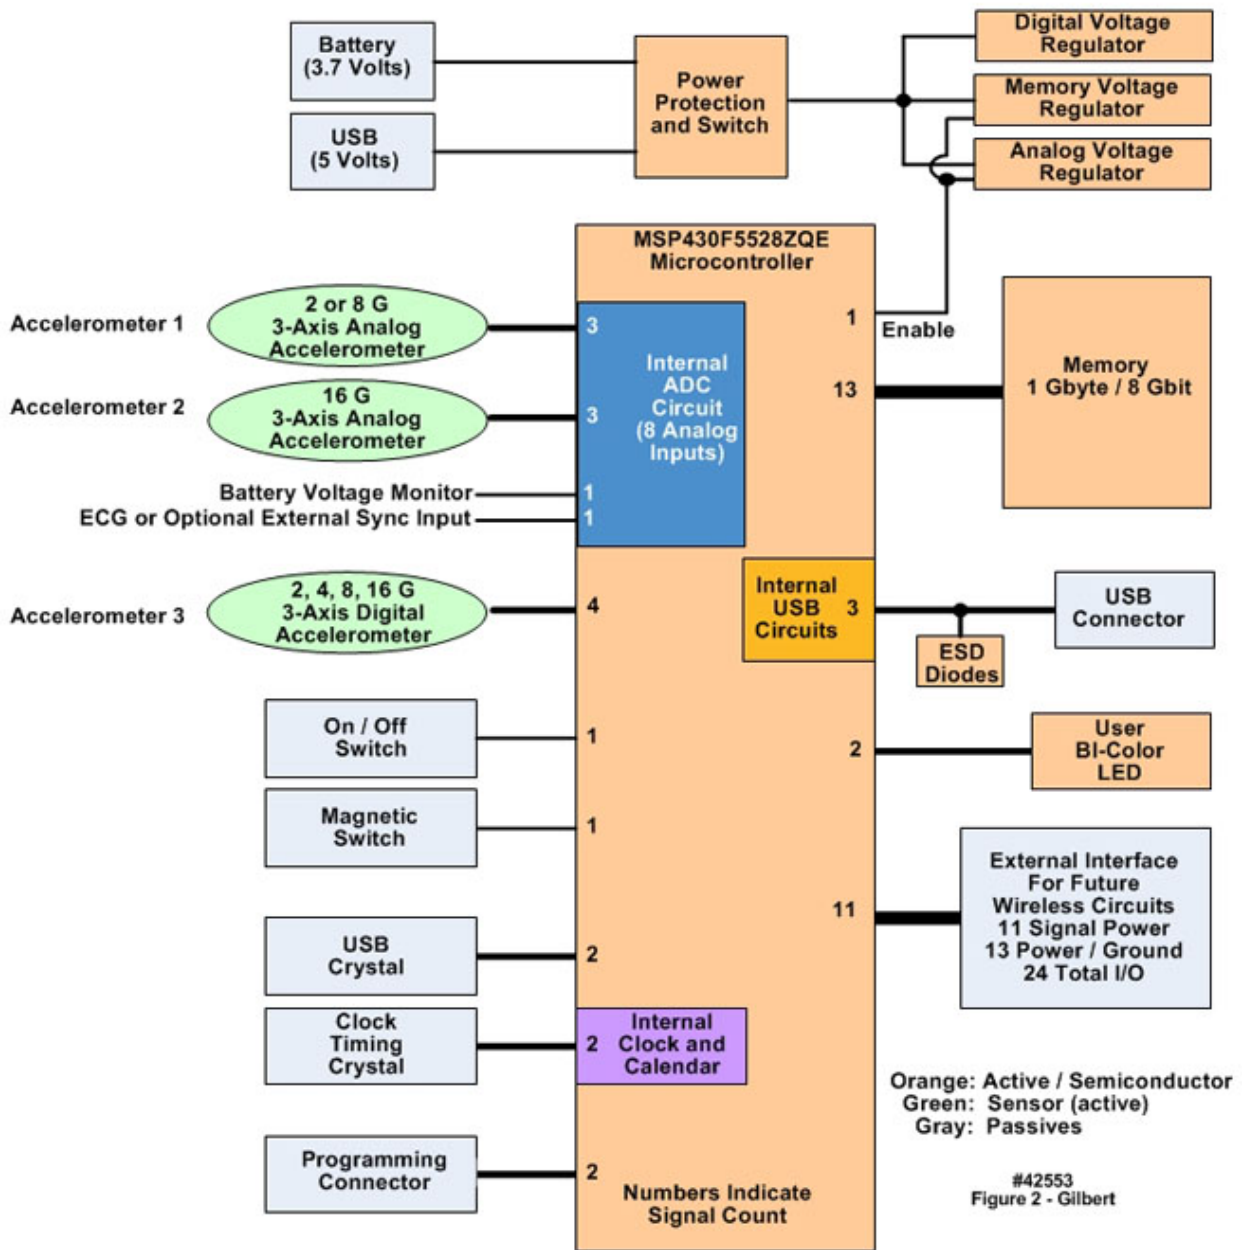 Battery
(3.7 Volts)
USB
(5 Volts)
Power
Protection
and Switch
Digital Voltage
Regulator
Memory Voltage
Regulator
Analog Voltage
Regulator
MSP430F5528ZQE
Microcontroller
Accelerometer 1
2 or 8 G
3-Axis Analog
Accelerometer
3
Internal
ADC
Circuit
(8 Analog
Inputs)
1
Enable
Accelerometer 2
16 G
3-Axis Analog
Accelerometer
3
13
Memory
1 Gbyte / 8 Gbit
Battery Voltage Monitor
1
ECG or Optional External Sync Input
1
Accelerometer 3
2, 4, 8, 16 G
3-Axis Digital
Accelerometer
4
Internal
USB
Circuits
3
ESD
Diodes
USB
Connector
On / Off
Switch
1
2
User
BI-Color
LED
Magnetic
Switch
1
11
External Interface
For Future
Wireless Circuits
11 Signal Power
13 Power / Ground
24 Total I/O
USB
Crystal
2
Clock
Timing
Crystal
2
Internal
Clock and
Calendar
Orange: Active / Semiconductor
Green: Sensor (active)
Gray: Passives
Programming
Connector
2
Numbers Indicate
Signal Count
#42553
Figure 2 - Gilbert